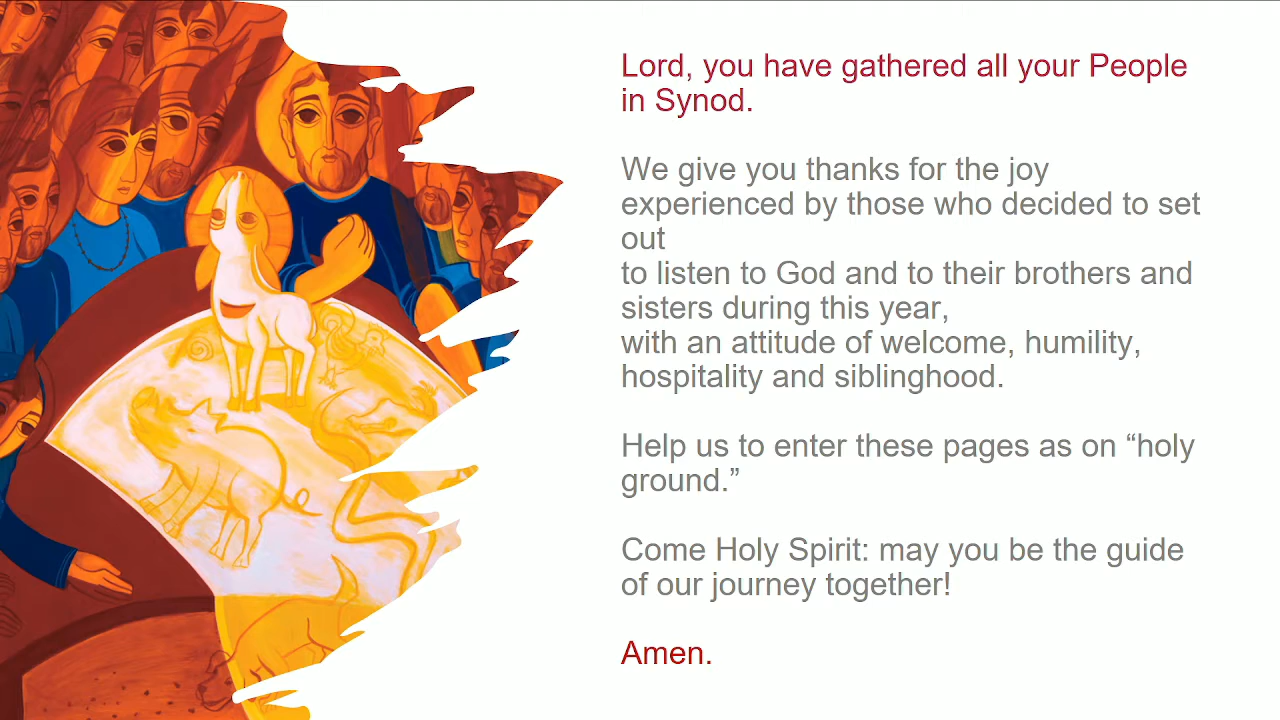 Lord, you have gathered all your People
in Synod.
We give you thanks for the joy
experienced by those who decided to set
out
to listen to God and to their brothers and
sisters during this year,
with an attitude of welcome, humility,
hospitality and siblinghood.
Help us to enter these pages as on “holy
ground.”
Come Holy Spirit: may you be the guide
of our journey together!
Amen.